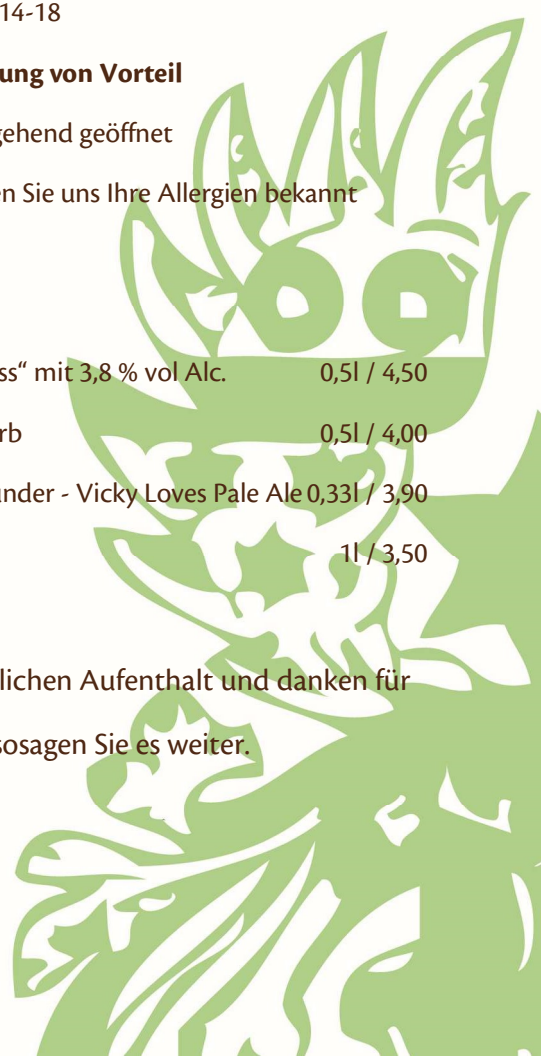 14-18
ung von Vorteil
gehend geöffnet
en Sie uns Ihre Allergien bekannt
ss“ mit 3,8 % vol Alc. 0,5l / 4,50
rb 0,5l / 4,00
under - Vicky Loves Pale Ale 0,33l / 3,90
1l / 3,50
lichen Aufenthalt und danken für
sosagen Sie es weiter.